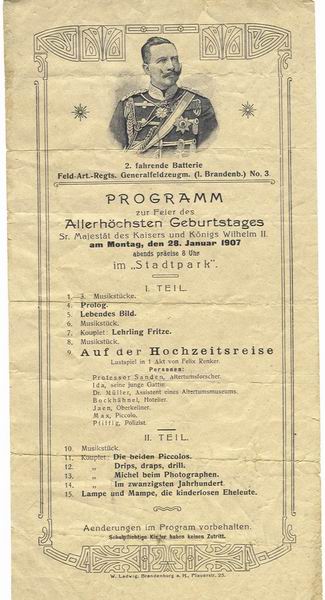 2. fahrende Batterie
Feld-Art.-Regts. Generalfeldzeugm. (I. Brandenb.) No. 3
PROGRAMM
zur Feier des
Allerhöchsten Geburtstages
Sr. Majestät des Kaisers und Königs Wilhelm II.
am Montag, den 28. Januar 1907
abends präcise 8 Uhr
im „Stadtpark".
I. TEIL.
1.—3. Musikstücke.
4. Prolog.
5. Lebendes Bild.
6. Musikstück.
7. Kouplet: Lehrling Fritze.
8. Musikstück.
9. Auf der Hochzeitsreise
Lustspiel in 1 Akt von Felix Renker.
Personen:
Professor Sanden, Altertumsforscher.
Ida, seine junge Gattin.
Dr. Müller, Assistent eines Altertumsmuseums.
Bockhähnel, Hotelier.
Jaen, Oberkellner.
Max, Piccolo.
Pfiffig, Polizist.
II. TEIL.
10. Musikstück.
11. Kouplet: Die beiden Piccolos.
12. „ Drips, draps, drill.
13. „ Michel beim Photographen.
14. „ Im zwanzigsten Jahrhundert.
15. Lampe und Mampe, die kinderlosen Eheleute.
Aenderungen im Program vorbehalten.
Schulpflichtige Kinder haben keinen Zutritt.
W. Ladwig, Brandenburg a. H., Plauerstr. 25.